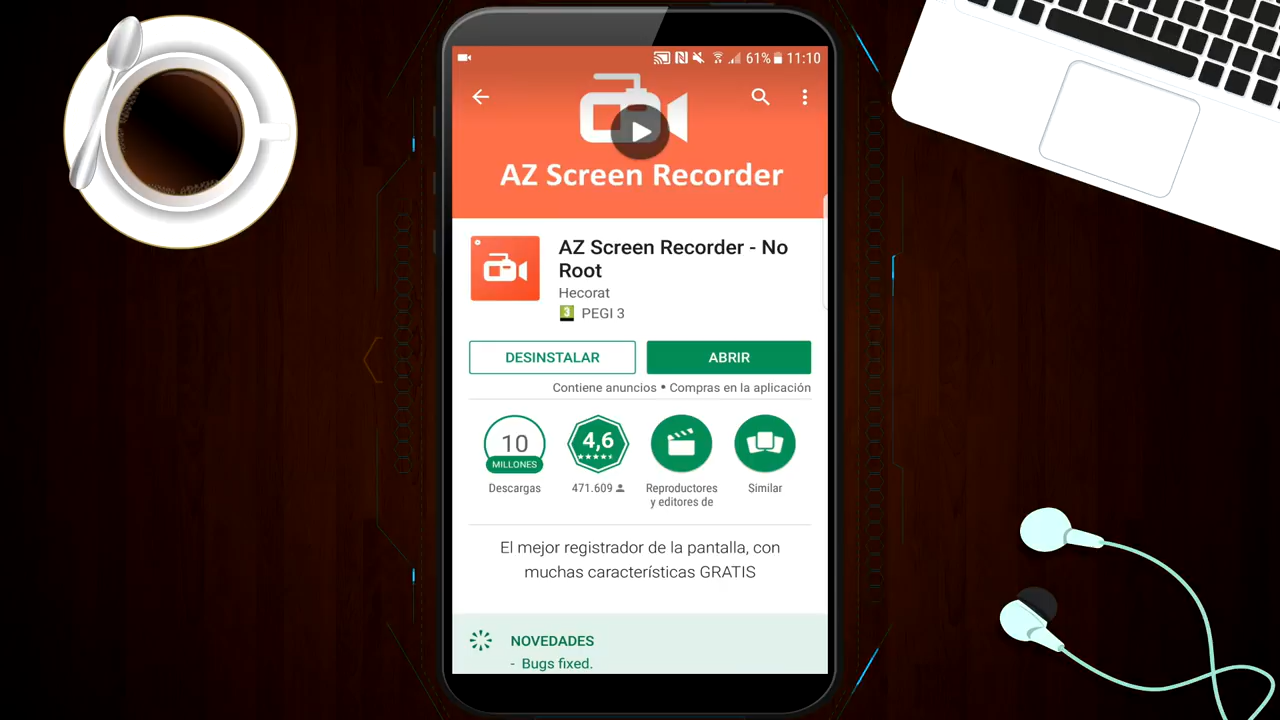 61% 11:10
AZ Screen Recorder
AZ Screen Recorder - No
Root
Hecorat
3 PEGI 3
DESINSTALAR ABRIR
Contiene anuncios • Compras en la aplicación
10
MILLONES
4,6
Descargas 471.609 Reproductores
y editores de Similar
El mejor registrador de la pantalla, con
muchas características GRATIS
NOVEDADES
- Bugs fixed.